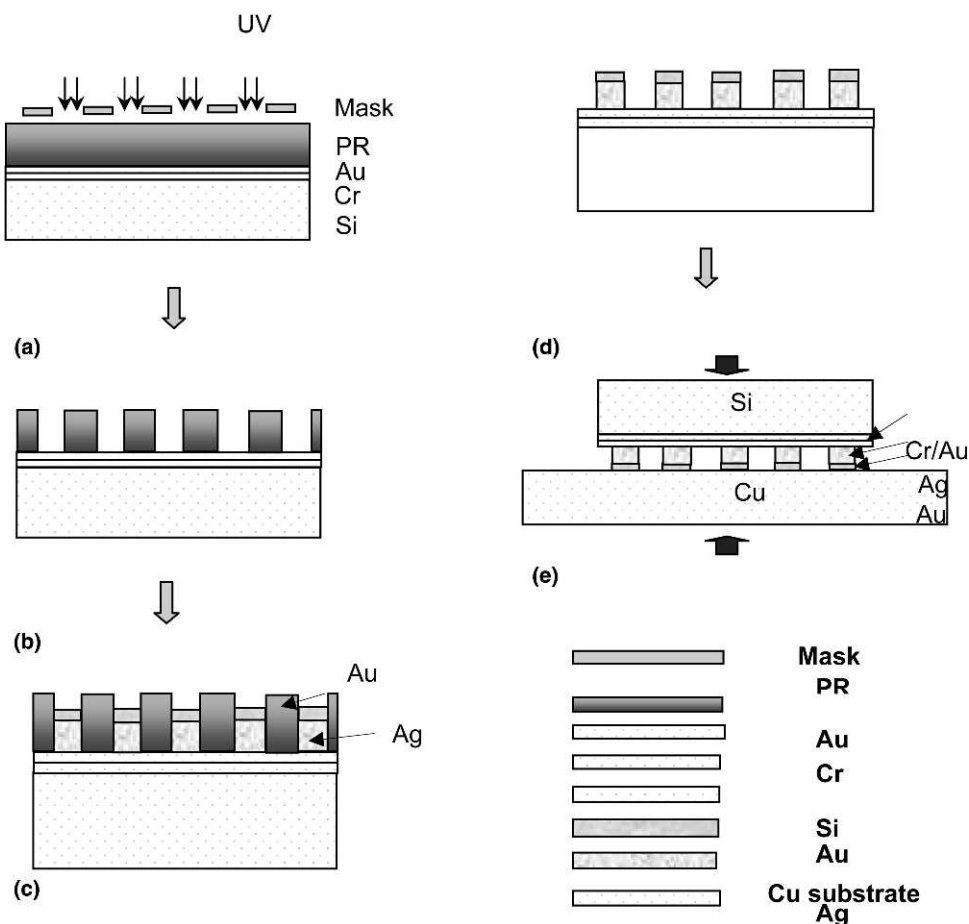 UV
Mask
PR
Au
Cr
Si
(a)
(b)
Au
Ag
(c)
(d)
Si
Cr/Au
Cu
Ag
Au
(e)
Mask
PR
Au
Cr
Si
Au
Cu substrate
Ag